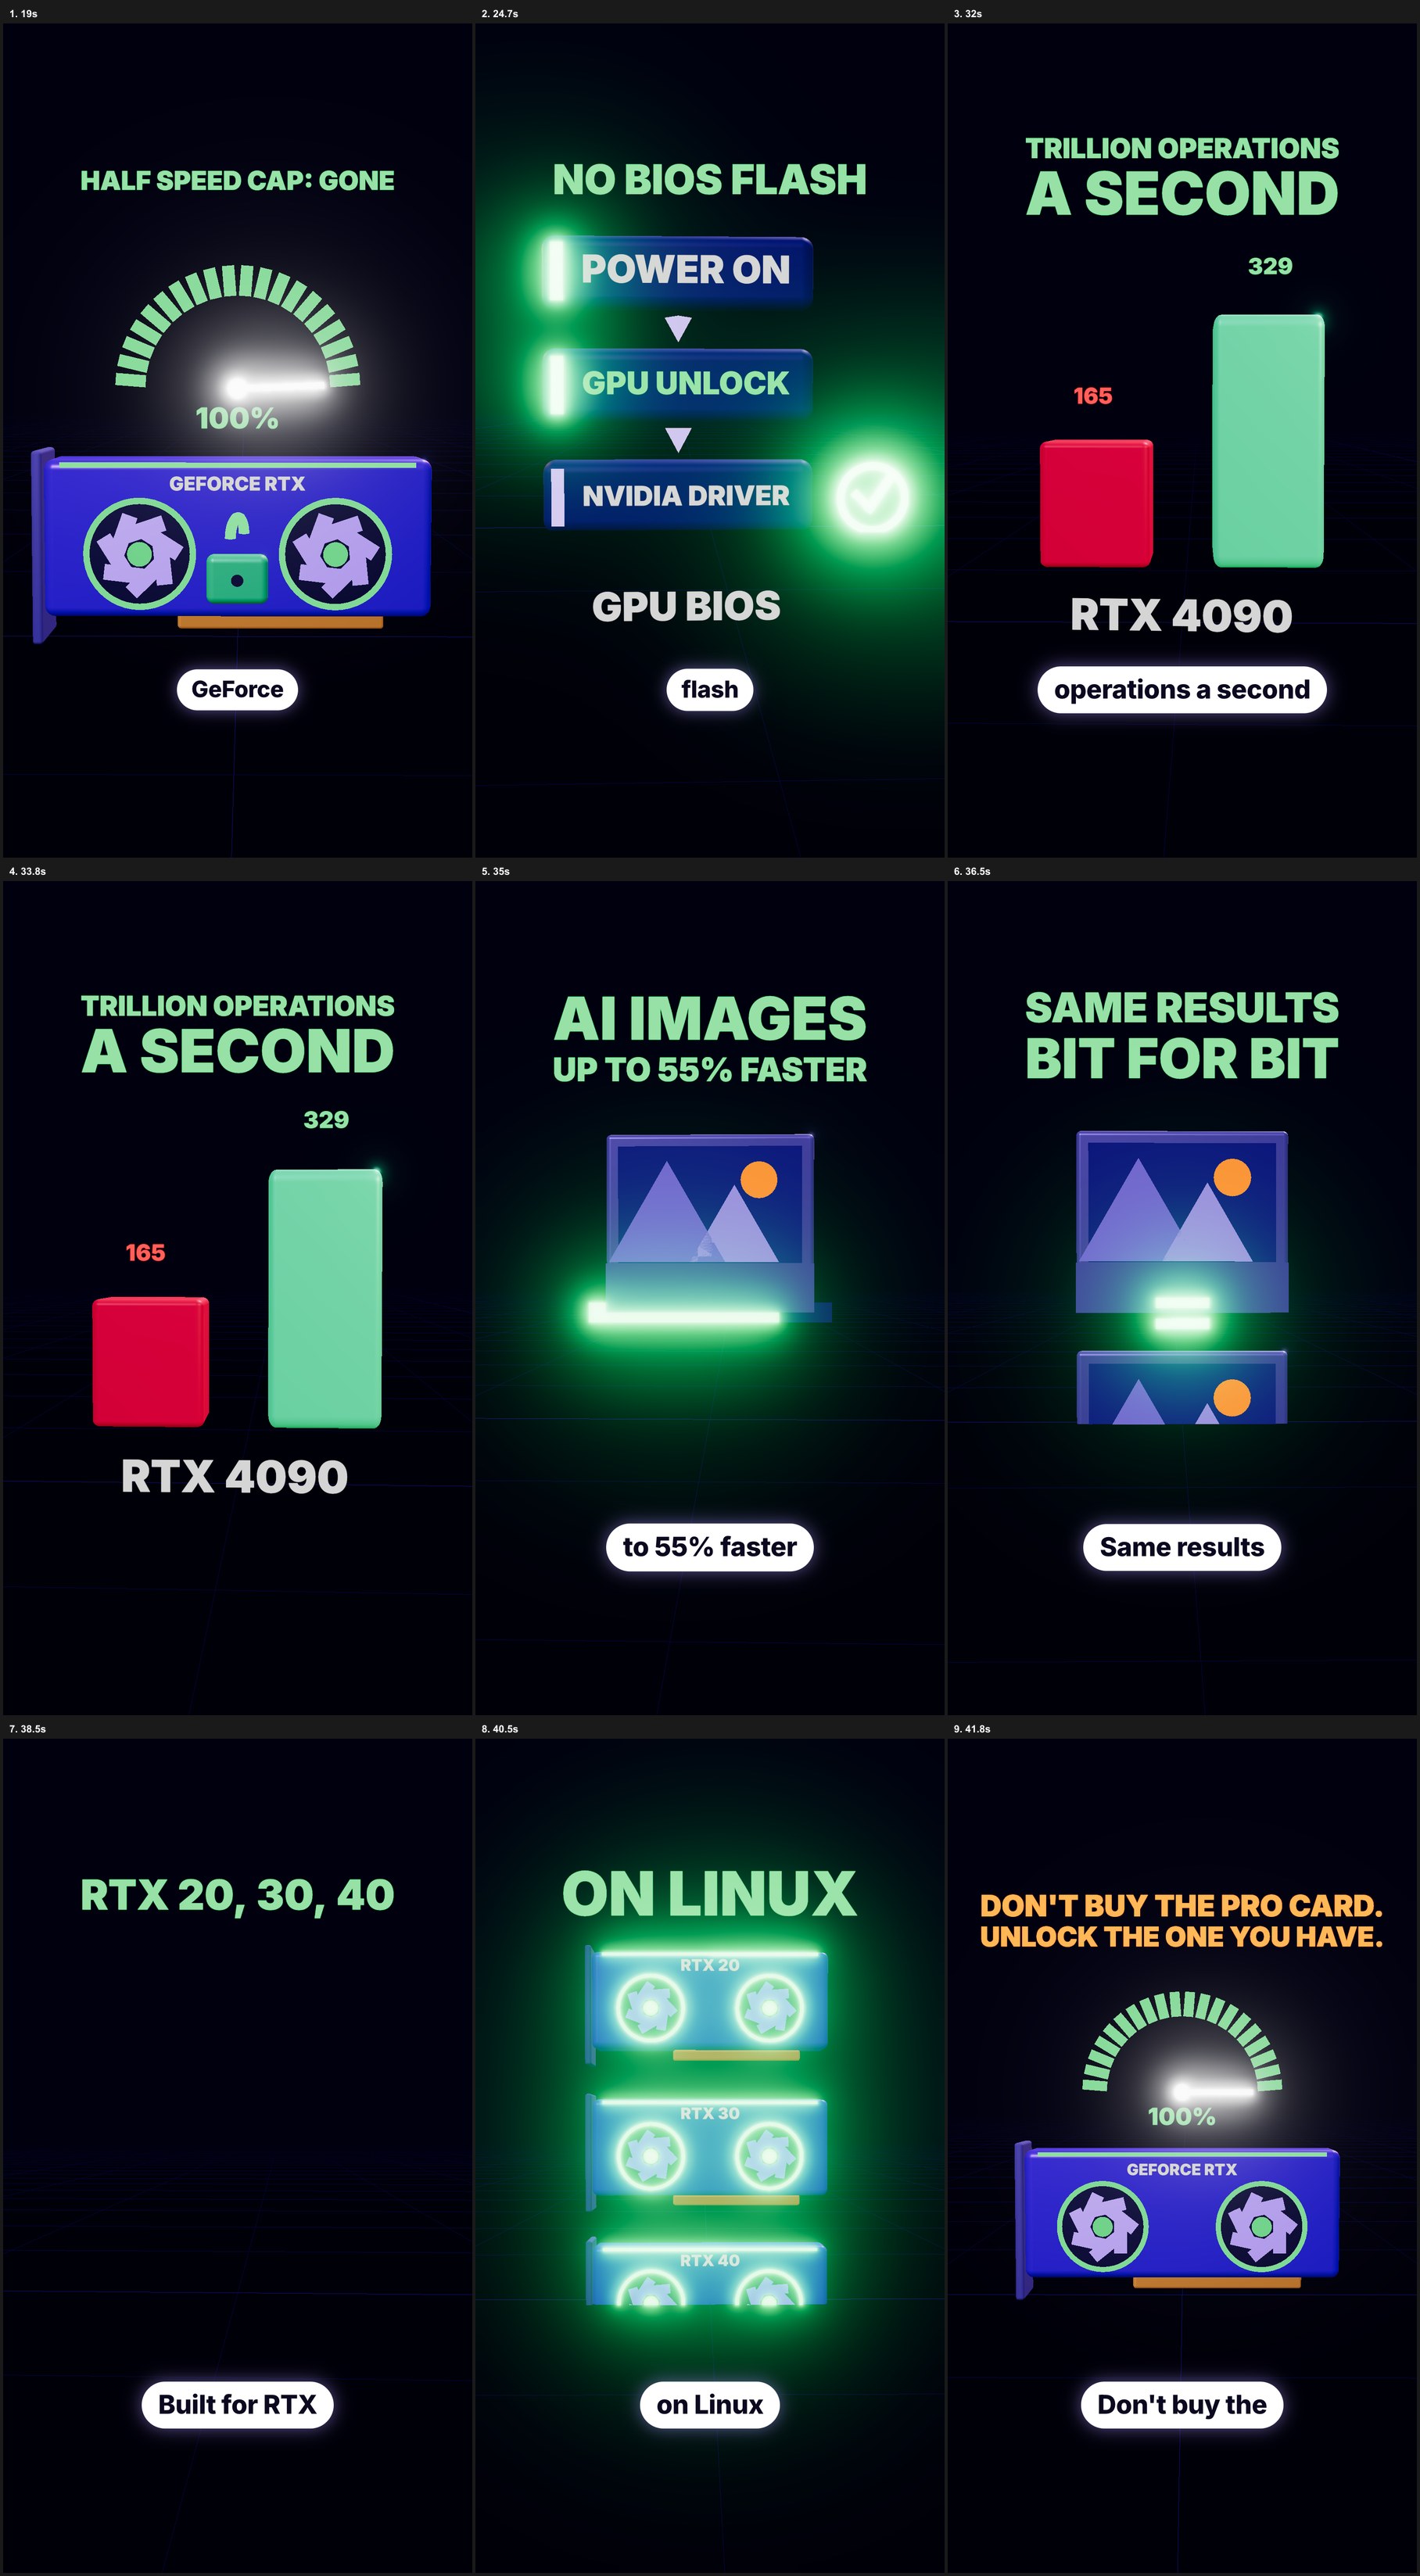 1. 19s
HALF SPEED CAP: GONE
100%
GEFORCE RTX
GeForce
2. 24.7s
NO BIOS FLASH
POWER ON
GPU UNLOCK
NVIDIA DRIVER
GPU BIOS
flash
3. 32s
TRILLION OPERATIONS
A SECOND
329
165
RTX 4090
operations a second
4. 33.8s
TRILLION OPERATIONS
A SECOND
329
165
RTX 4090
5. 35s
AI IMAGES
UP TO 55% FASTER
to 55% faster
6. 36.5s
SAME RESULTS
BIT FOR BIT
Same results
7. 38.5s
RTX 20, 30, 40
Built for RTX
8. 40.5s
ON LINUX
RTX 20
RTX 30
RTX 40
on Linux
9. 41.8s
DON'T BUY THE PRO CARD.
UNLOCK THE ONE YOU HAVE.
100%
GEFORCE RTX
Don't buy the